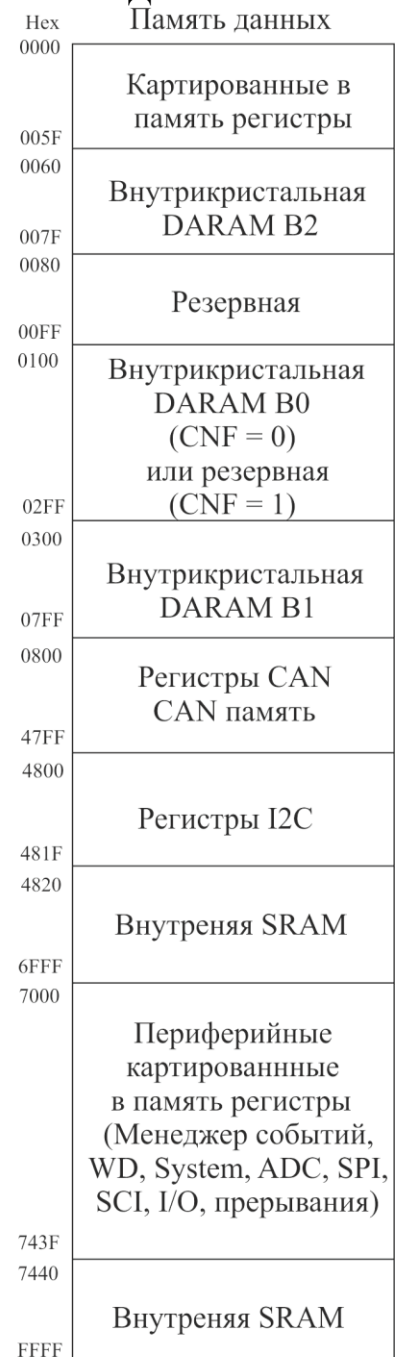 Hex Память данных
0000
Картированные в
память регистры
005F
0060
Внутрикристальная
DARAM B2
007F
0080
Резервная
00FF
0100
Внутрикристальная
DARAM B0
(CNF = 0)
или резервная
(CNF = 1)
02FF
0300
Внутрикристальная
DARAM B1
07FF
0800
Регистры CAN
CAN память
47FF
4800
Регистры I2C
481F
4820
Внутреняя SRAM
6FFF
7000
Периферийные
картированнные
в память регистры
(Менеджер событий,
WD, System, ADC, SPI,
SCI, I/O, прерывания)
743F
7440
Внутреняя SRAM
FFFF